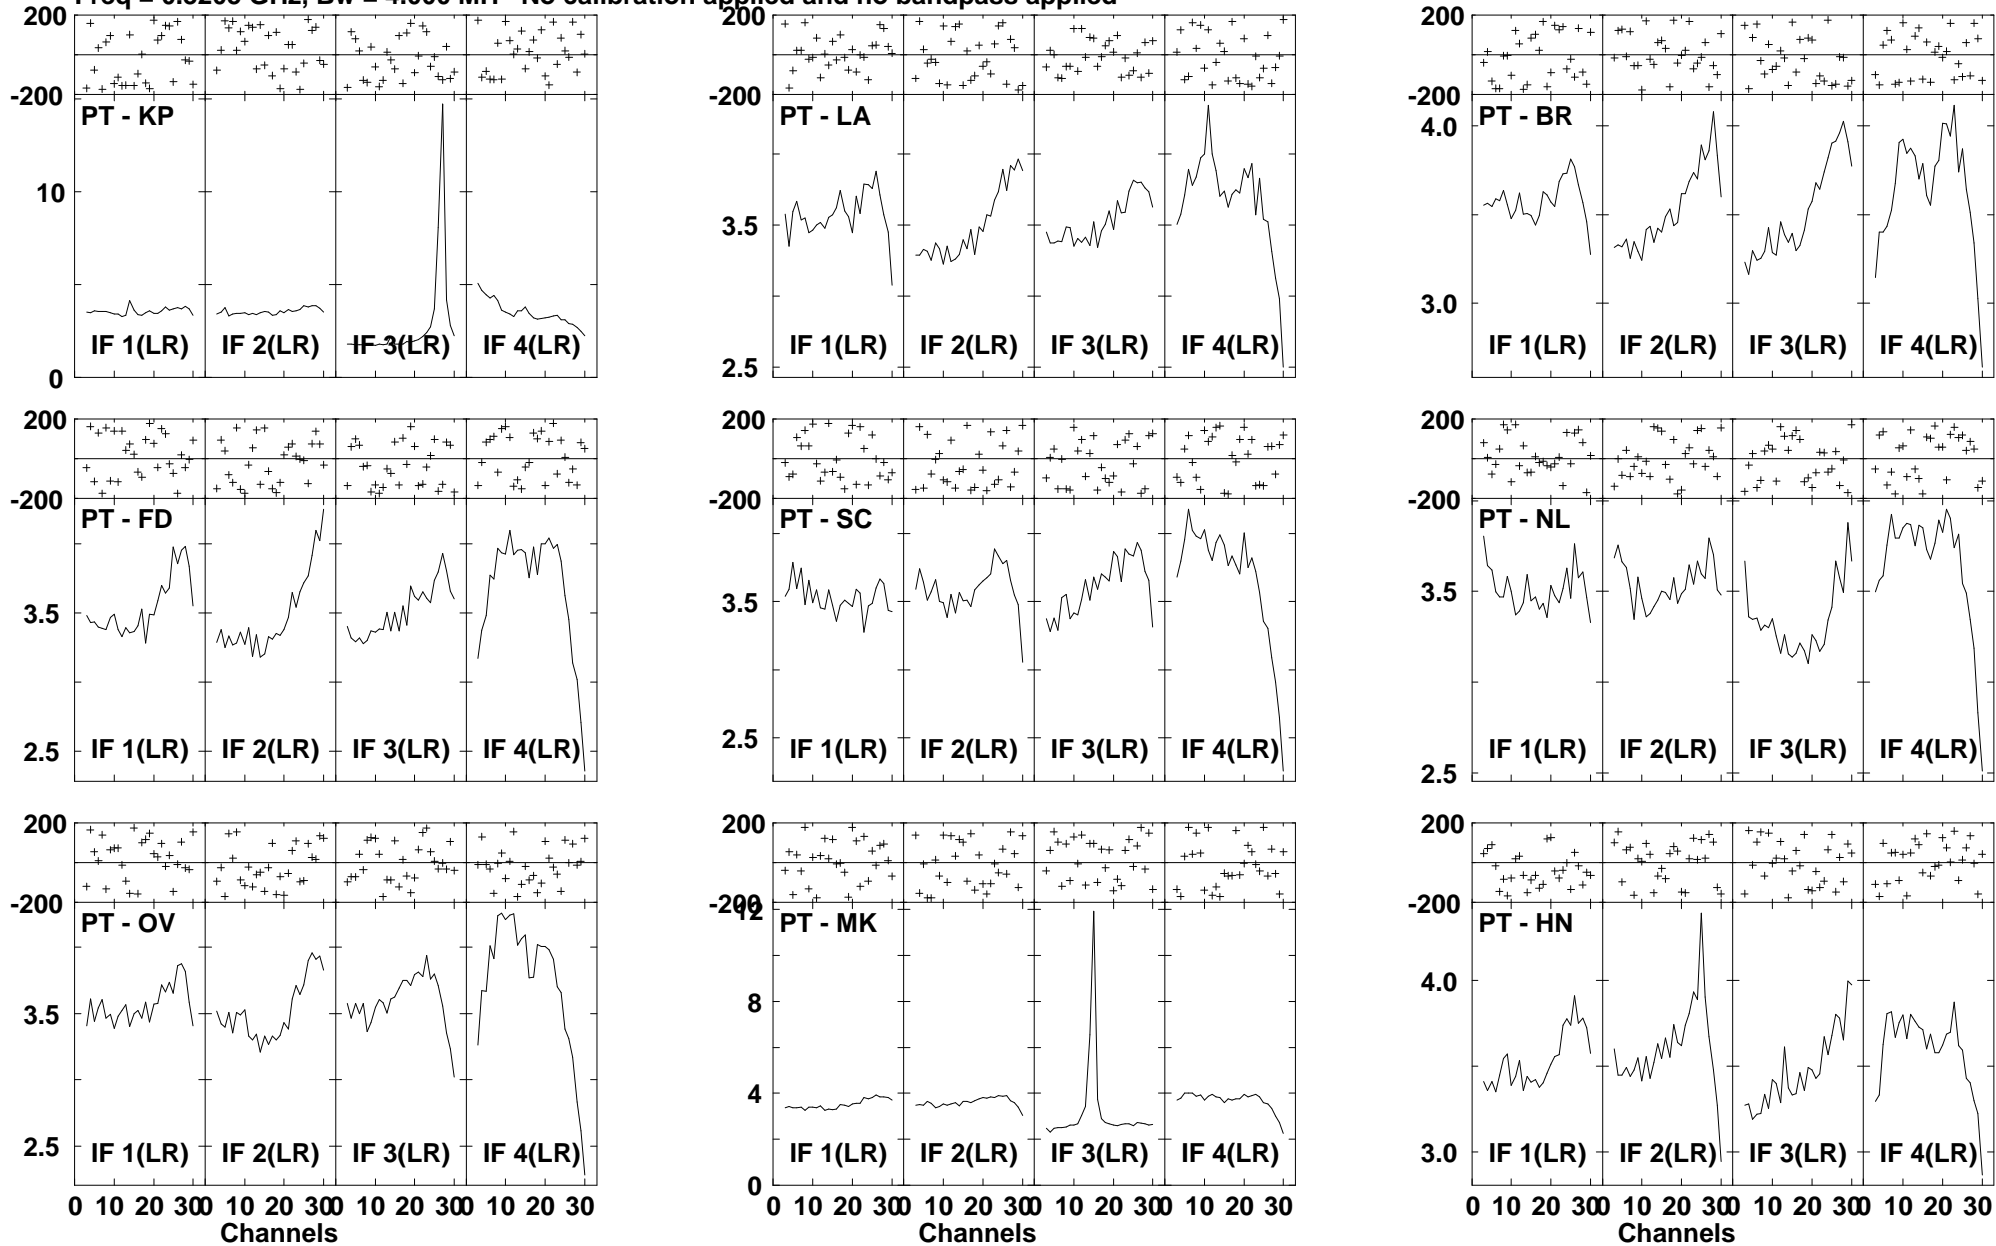 No calibration applied and no bandpass applied
200
-200
PT - KP
10
0
IF 1(LR) IF 2(LR) IF 3(LR) IF 4(LR)
PT - LA
3.5
2.5
IF 1(LR) IF 2(LR) IF 3(LR) IF 4(LR)
200
-200
PT - BR
4.0
3.0
IF 1(LR) IF 2(LR) IF 3(LR) IF 4(LR)
200
-200
PT - FD
3.5
2.5
IF 1(LR) IF 2(LR) IF 3(LR) IF 4(LR)
200
-200
PT - SC
3.5
2.5
IF 1(LR) IF 2(LR) IF 3(LR) IF 4(LR)
200
-200
PT - NL
3.5
2.5
IF 1(LR) IF 2(LR) IF 3(LR) IF 4(LR)
200
-200
PT - OV
3.5
2.5
IF 1(LR) IF 2(LR) IF 3(LR) IF 4(LR)
0 10 20 30 0 10 20 30 0 10 20 30 0 10 20 30
Channels
200
-200
12
PT - MK
8
4
0
IF 1(LR) IF 2(LR) IF 3(LR) IF 4(LR)
0 10 20 30 0 10 20 30 0 10 20 30 0 10 20 30
Channels
200
-200
PT - HN
4.0
3.0
IF 1(LR) IF 2(LR) IF 3(LR) IF 4(LR)
0 10 20 30 0 10 20 30 0 10 20 30 0 10 20 30
Channels